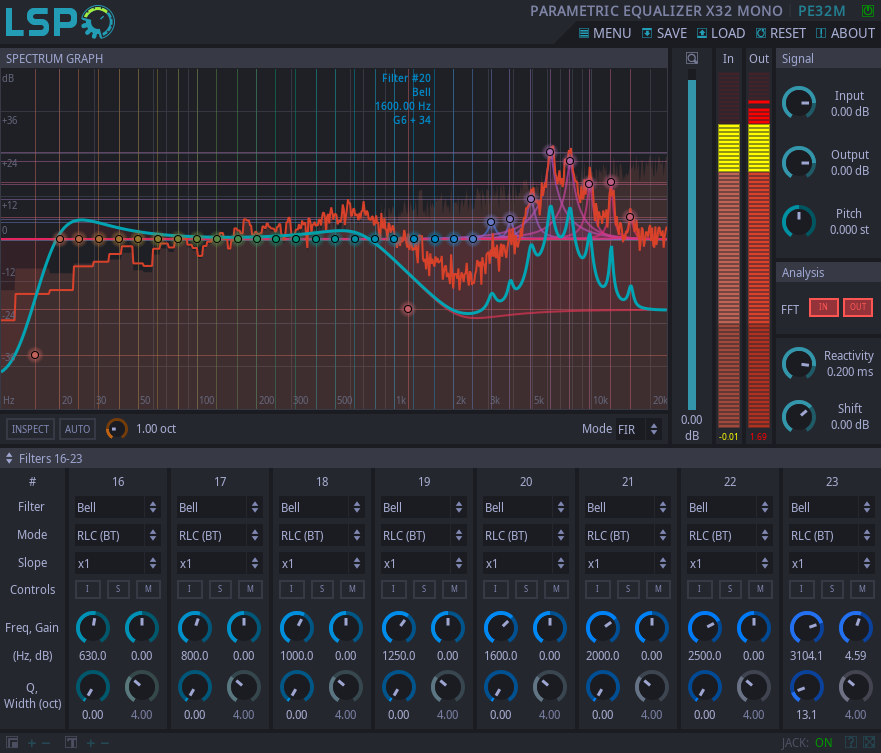 LSP
PARAMETRIC EQUALIZER X32 MONO PE32M
MENU SAVE LOAD RESET ABOUT
SPECTRUM GRAPH
In Out
Signal
dB
+36
+24
+12
0
-12
-24
Filter #20
Bell
1600.00 Hz
G6 + 34
Hz 20 30 50 100 200 300 500 1k 2k 3k 5k 10k 20k
Input
0.00 dB
Output
0.00 dB
Pitch
0.000 st
Analysis
FFT IN OUT
Reactivity
0.200 ms
Shift
0.00 dB
0.00
dB
-0.01 1.69
INSPECT AUTO 1.00 oct Mode FIR
Filters 16-23
# 16 17 18 19 20 21 22 23
Filter Bell Bell Bell Bell Bell Bell Bell Bell
Mode RLC (BT) RLC (BT) RLC (BT) RLC (BT) RLC (BT) RLC (BT) RLC (BT) RLC (BT)
Slope x1 x1 x1 x1 x1 x1 x1 x1
Controls I S M I S M I S M I S M I S M I S M I S M I S M
Freq, Gain
(Hz, dB) 630.0 0.00 800.0 0.00 1000.0 0.00 1250.0 0.00 1600.0 0.00 2000.0 0.00 2500.0 0.00 3104.1 4.59
Q,
Width (oct)
0.00 4.00 0.00 4.00 0.00 4.00 0.00 4.00 0.00 4.00 0.00 4.00 0.00 4.00 13.1 4.00
JACK: ON